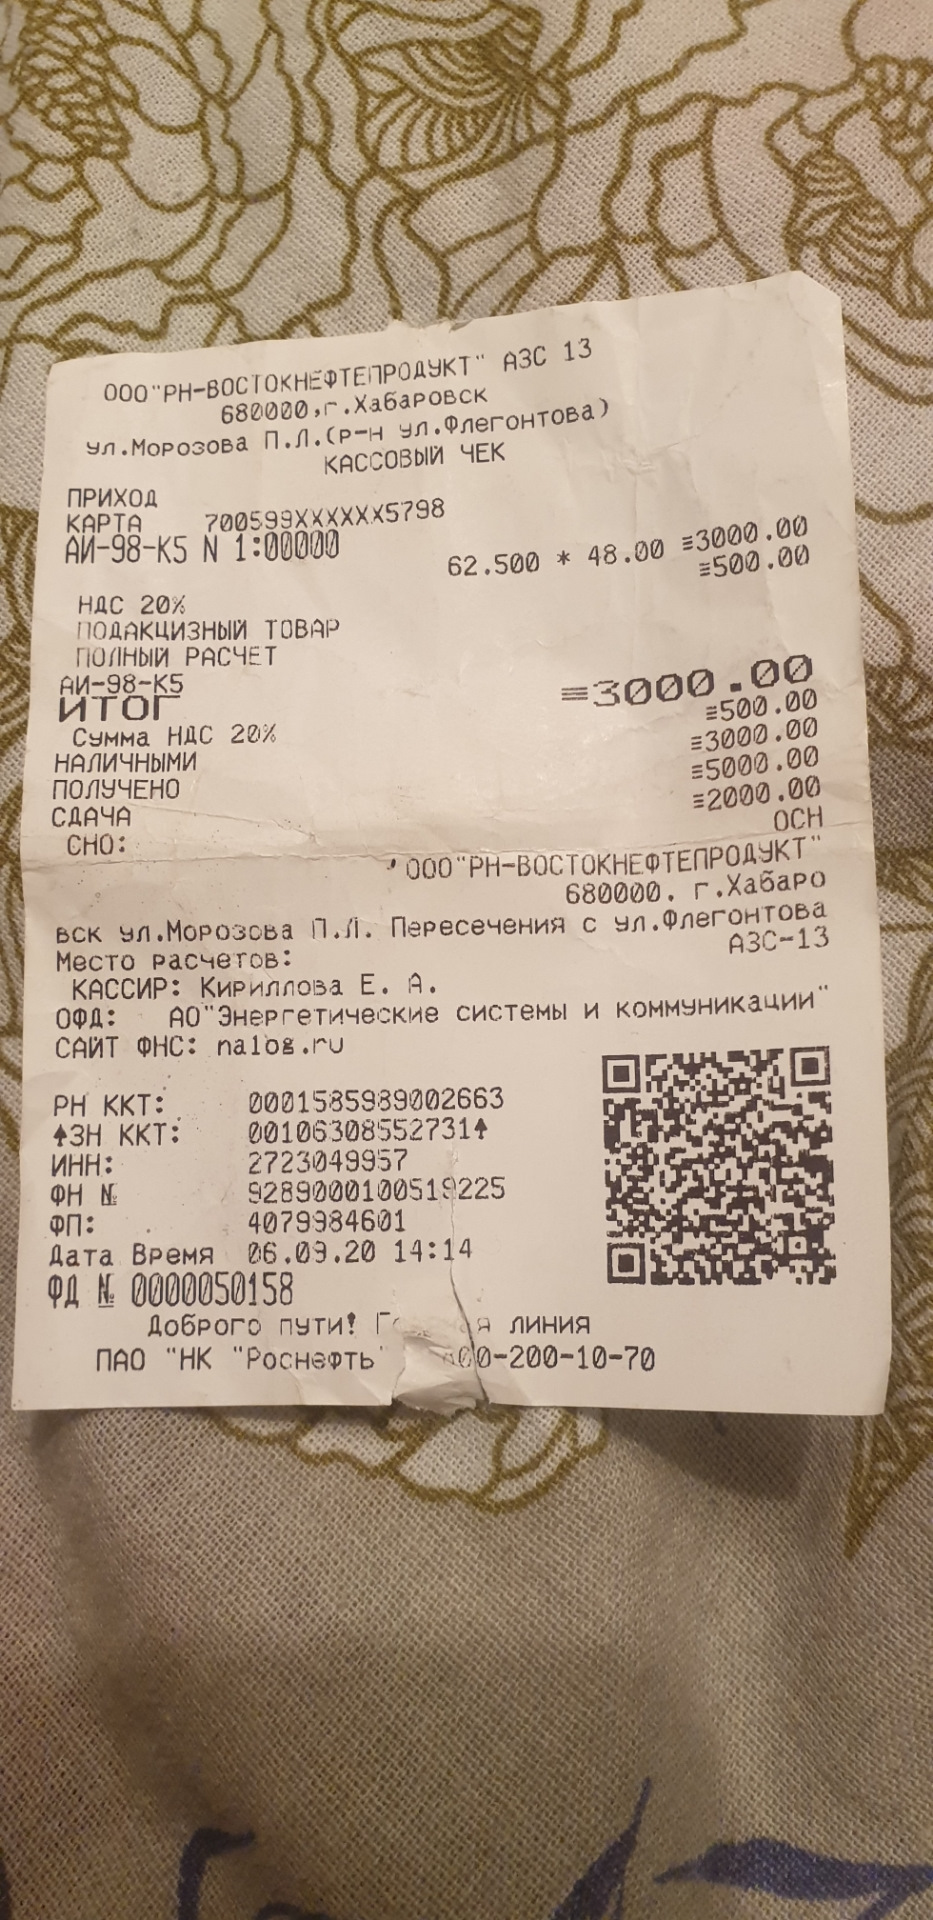 ООО"РН-ВОСТОКНЕФТЕПРОДУКТ" АЗС 13
680000,г.Хабаровск
ул.Морозова П.Л.(р-н ул.Флегонтова)
КАССОВЫЙ ЧЕК
ПРИХОД
КАРТА 700599XXXXXX5798
АИ-98-К5 N 1:00000
62.500 * 48.00 ≡3000.00
≡500.00
НДС 20%
ПОДАКЦИЗНЫЙ ТОВАР
ПОЛНЫЙ РАСЧЕТ
АИ-98-К5
ИТОГ ≡3000.00
Сумма НДС 20% ≡500.00
НАЛИЧНЫМИ ≡3000.00
ПОЛУЧЕНО ≡5000.00
СДАЧА ≡2000.00
СНО: ОСН
ООО"РН-ВОСТОКНЕФТЕПРОДУКТ"
680000. г.Хабаро
вск ул.Морозова П.Л. Пересечения с ул.Флегонтова
Место расчетов: АЗС-13
КАССИР: Кириллова Е. А.
ОФД: АО"Энергетические системы и коммуникации"
САЙТ ФНС: nalog.ru
РН ККТ: 0001585989002663
↑ЗН ККТ: 00106308552731↑
ИНН: 2723049957
ФН № 9289000100519225
ФП: 4079984601
Дата Время 06.09.20 14:14
ФД № 0000050158
Доброго пути! линия
ПАО "НК "Роснефть" 00-200-10-70